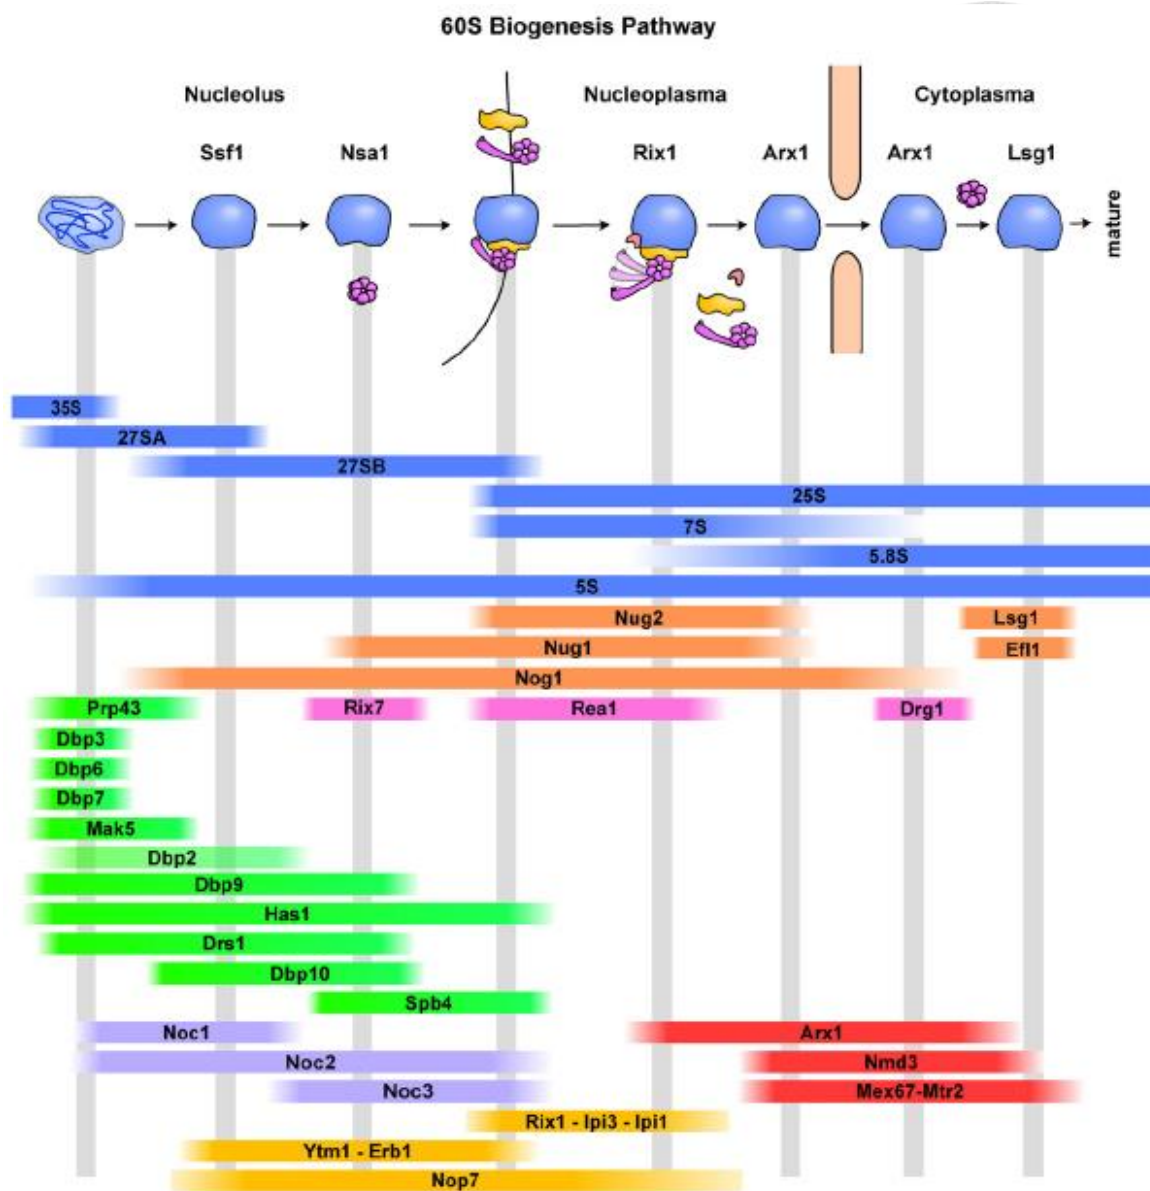 60S Biogenesis Pathway
Nucleolus Nucleoplasma Cytoplasma
Ssf1 Nsa1 Rix1 Arx1 Arx1 Lsg1
mature
35S
27SA
27SB
25S
7S
5.8S
5S
Nug2 Lsg1
Nug1 Efl1
Nog1
Prp43 Rix7 Rea1 Drg1
Dbp3
Dbp6
Dbp7
Mak5
Dbp2
Dbp9
Has1
Drs1
Dbp10
Spb4
Noc1 Arx1
Noc2 Nmd3
Noc3 Mex67-Mtr2
Rix1 - Ipi3 - Ipi1
Ytm1 - Erb1
Nop7